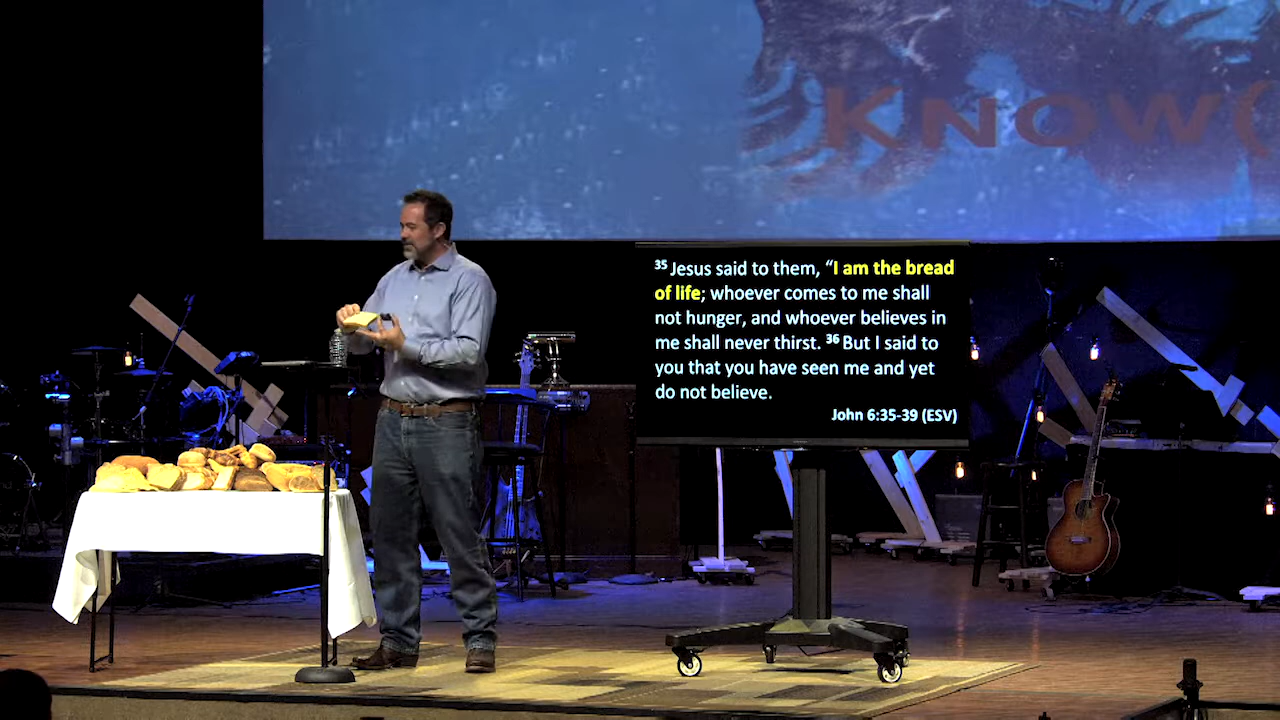 KNOW(
³⁵ Jesus said to them, “I am the bread
of life; whoever comes to me shall
not hunger, and whoever believes in
me shall never thirst. ³⁶ But I said to
you that you have seen me and yet
do not believe.
John 6:35-39 (ESV)